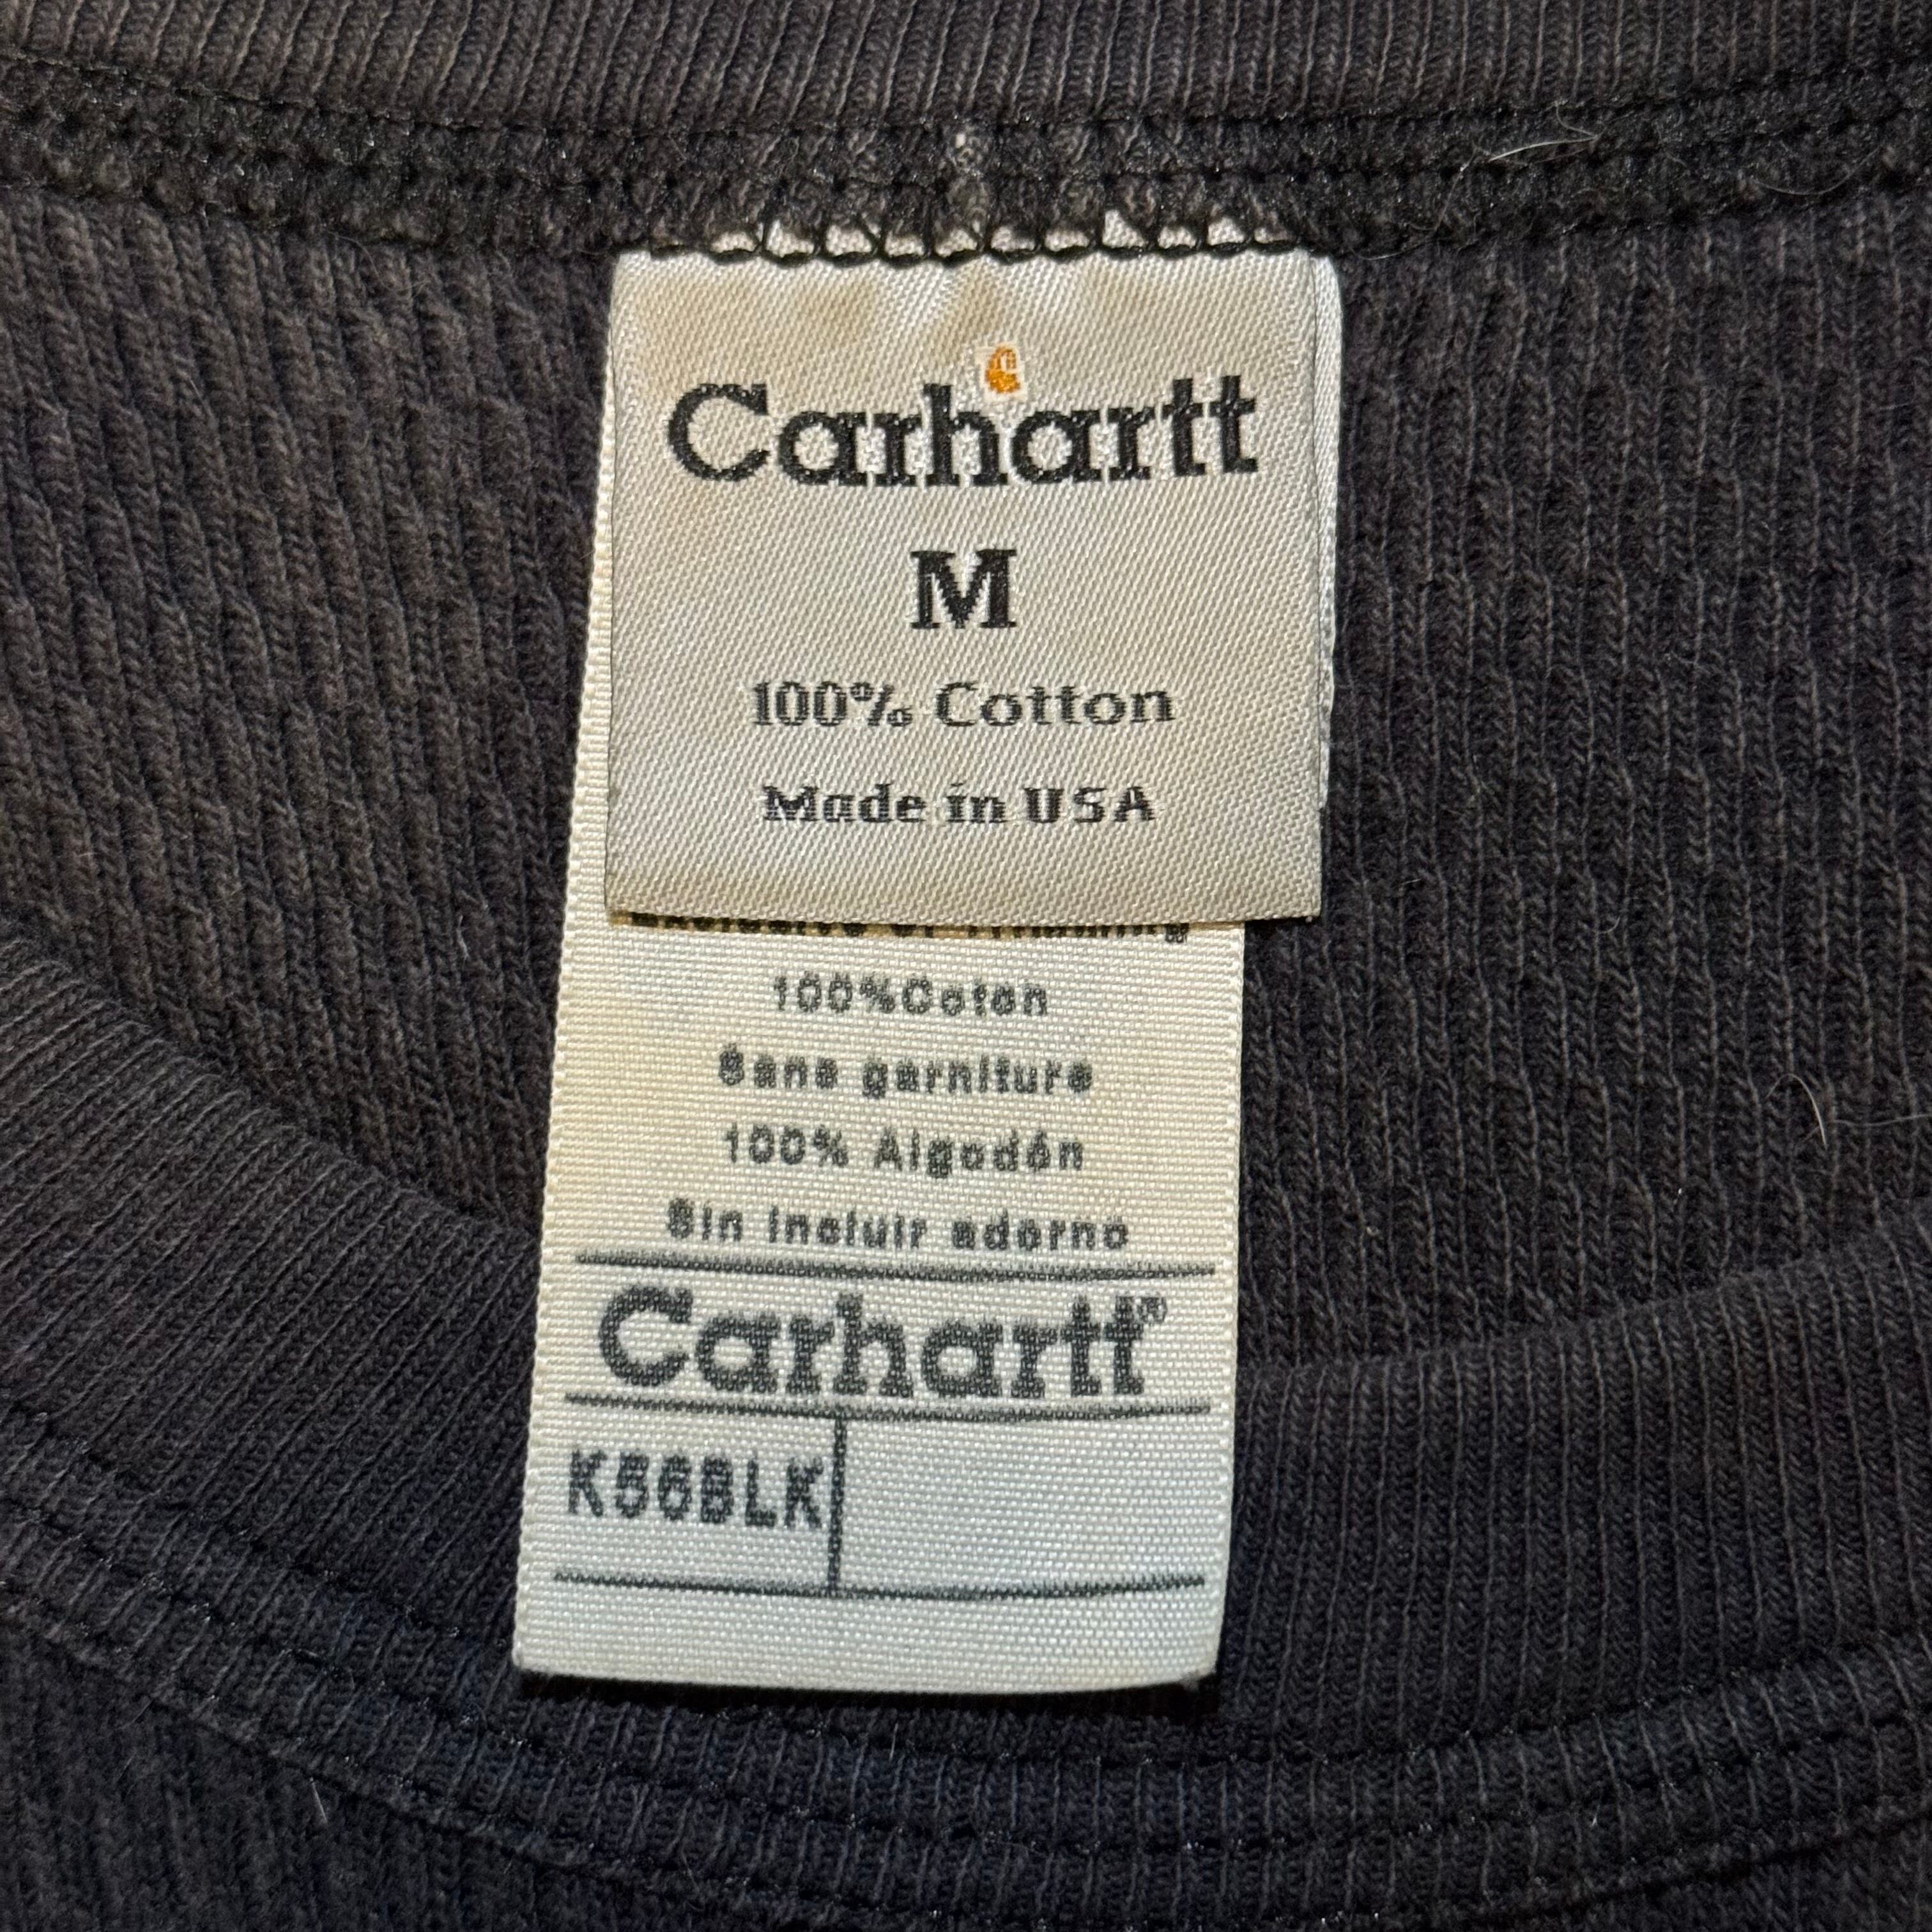 Carhartt
M
100% Cotton
Made in USA
100%Coton
Sans garniture
100% Algodón
Sin incluir adorno
Carhartt®
K56BLK